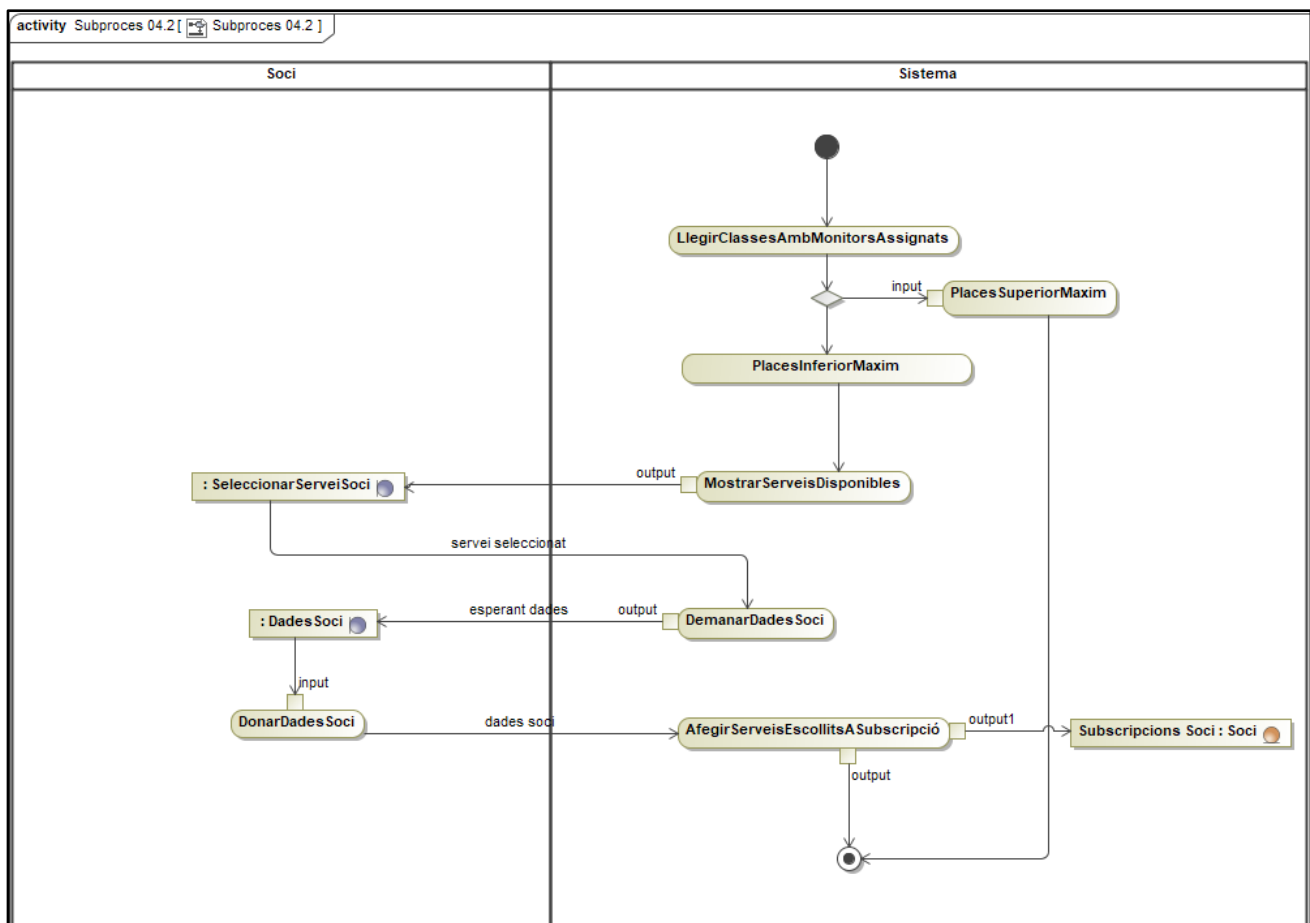 activity Subproces 04.2 [ Subproces 04.2 ]
Soci
Sistema
LlegirClassesAmbMonitorsAssignats
input
PlacesSuperiorMaxim
PlacesInferiorMaxim
: SeleccionarServeiSoci
output
MostrarServeisDisponibles
servei seleccionat
: DadesSoci
esperant dades
output
DemanarDadesSoci
input
DonarDadesSoci
dades soci
AfegirServeisEscollitsASubscripció
output1
Subscripcions Soci : Soci
output